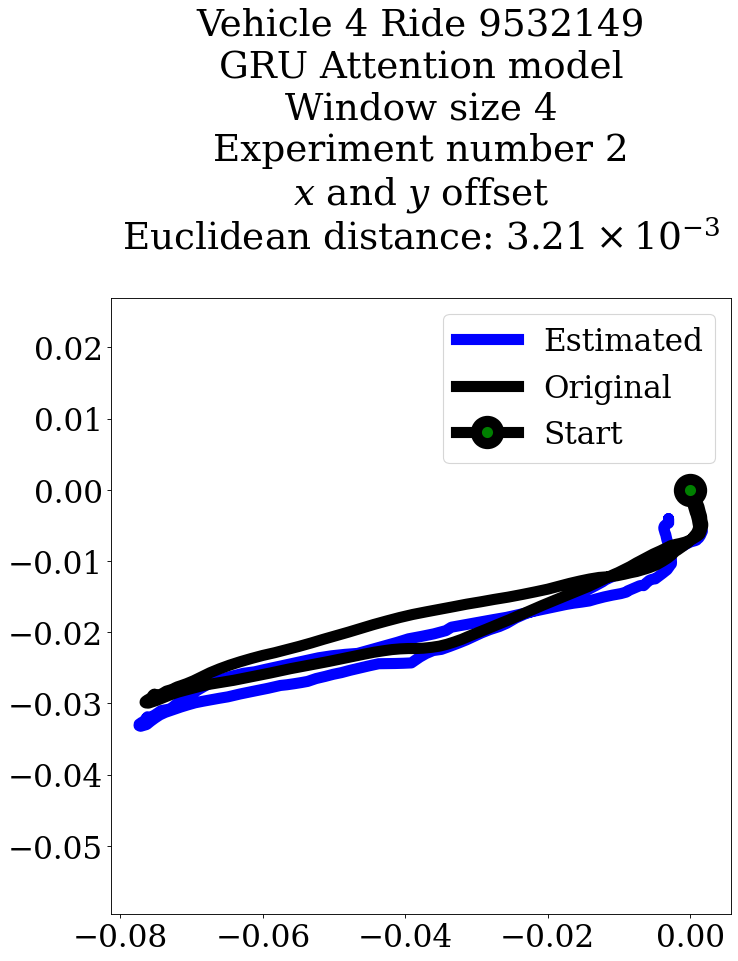 Vehicle 4 Ride 9532149
GRU Attention model
Window size 4
Experiment number 2
x and y offset
Euclidean distance: 3.21 × 10⁻³
Estimated
Original
Start
0.02
0.01
0.00
−0.01
−0.02
−0.03
−0.04
−0.05
−0.08 −0.06 −0.04 −0.02 0.00